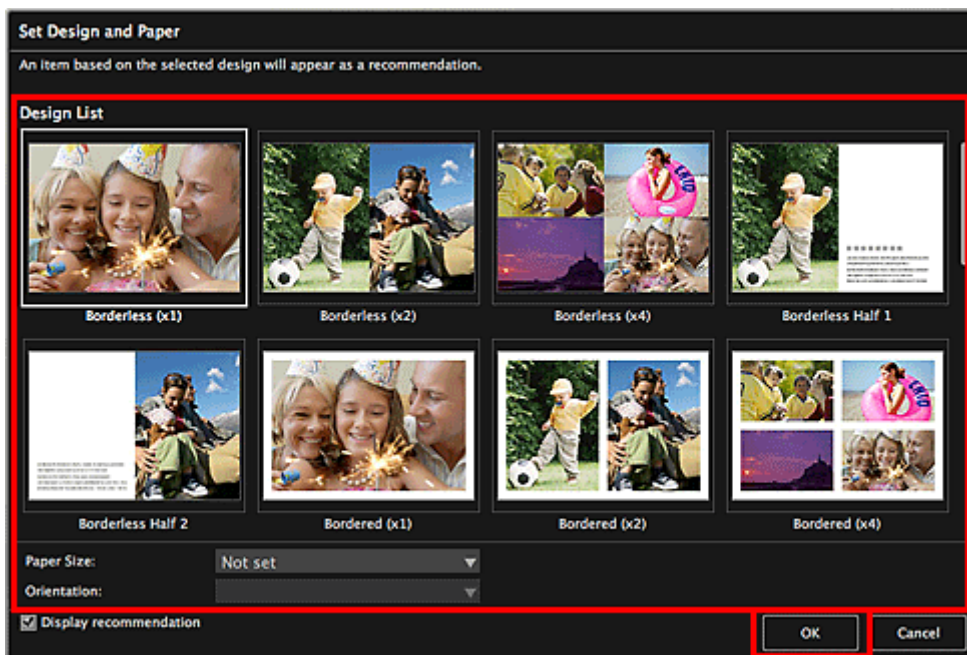 Set Design and Paper
An item based on the selected design will appear as a recommendation.
Design List
Borderless (x1)
Borderless (x2)
Borderless (x4)
Borderless Half 1
Borderless Half 2
Bordered (x1)
Bordered (x2)
Bordered (x4)
Paper Size:
Not set
Orientation:
Display recommendation
OK
Cancel